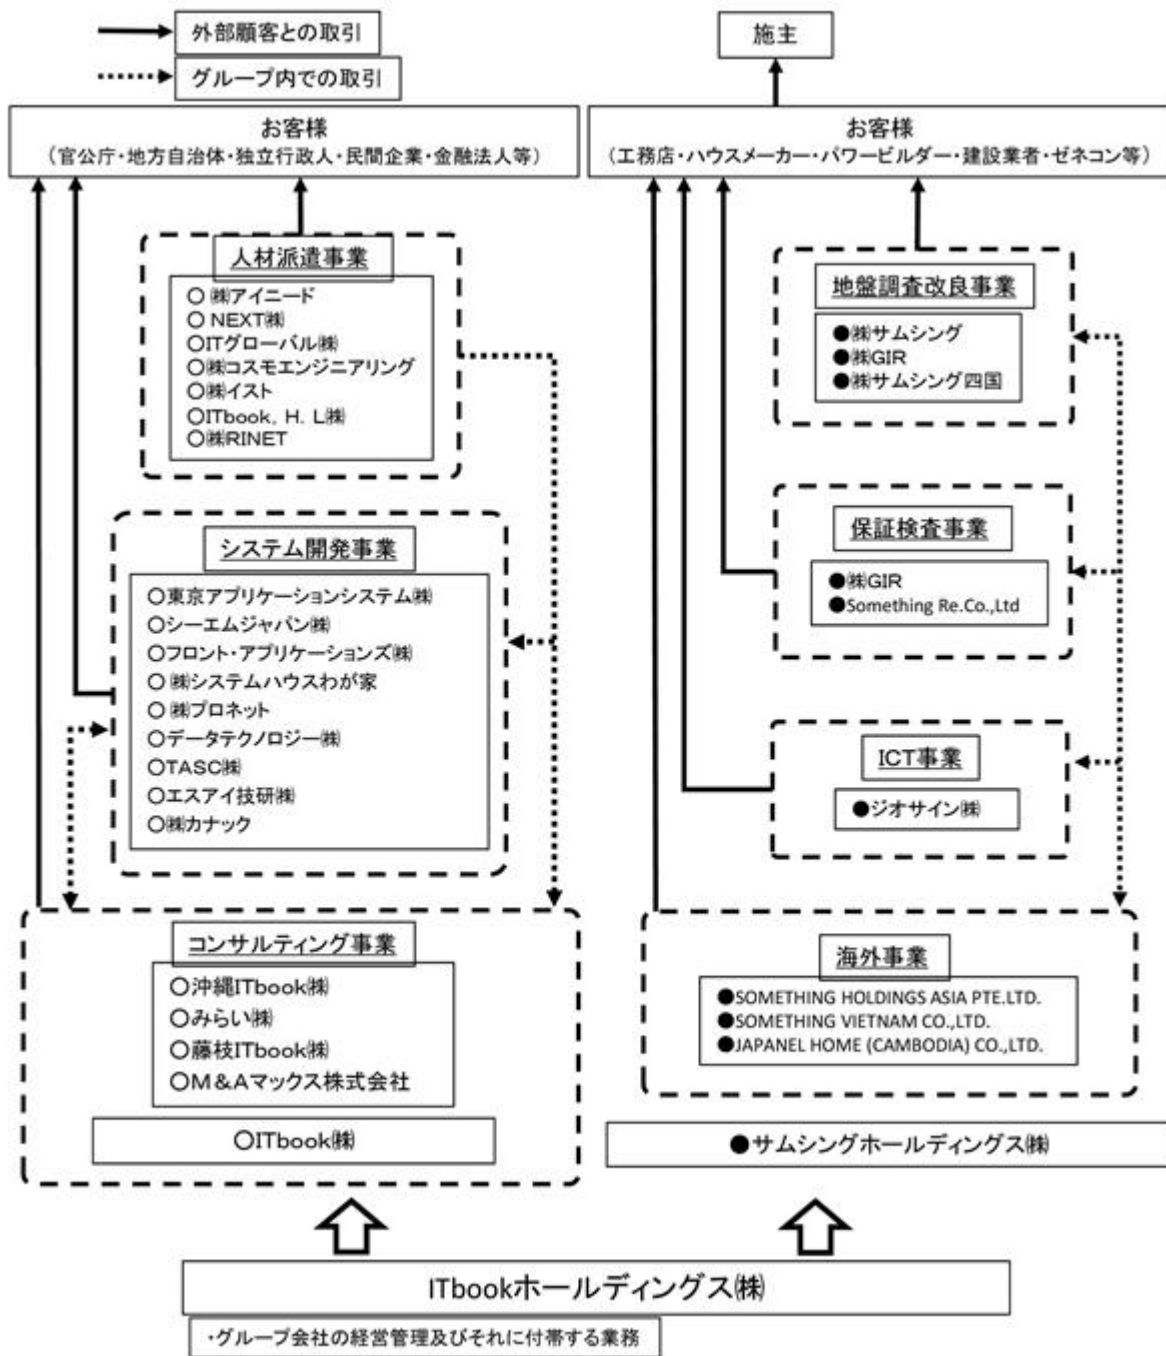 外部顧客との取引
グループ内での取引
施主
お客様
（官公庁・地方自治体・独立行政人・民間企業・金融法人等）
お客様
（工務店・ハウスメーカー・パワービルダー・建設業者・ゼネコン等）
人材派遣事業
○ ㈱アイニード
○ NEXT㈱
○ITグローバル㈱
○㈱コスモエンジニアリング
○㈱イスト
○ITbook，H．L㈱
○㈱RINET
システム開発事業
○東京アプリケーションシステム㈱
○シーエムジャパン㈱
○フロント・アプリケーションズ㈱
○ ㈱システムハウスわが家
○ ㈱プロネット
○データテクノロジー㈱
○TASC㈱
○エスアイ技研㈱
○㈱カナック
コンサルティング事業
○沖縄ITbook㈱
○みらい㈱
○藤枝ITbook㈱
○M＆Aマックス株式会社
○ITbook㈱
地盤調査改良事業
●㈱サムシング
●㈱GIR
●㈱サムシング四国
保証検査事業
●㈱GIR
●Something Re.Co.,Ltd
ICT事業
●ジオサイン㈱
海外事業
●SOMETHING HOLDINGS ASIA PTE.LTD.
●SOMETHING VIETNAM CO.,LTD.
●JAPANEL HOME (CAMBODIA) CO.,LTD.
●サムシングホールディングス㈱
ITbookホールディングス㈱
・グループ会社の経営管理及びそれに付帯する業務